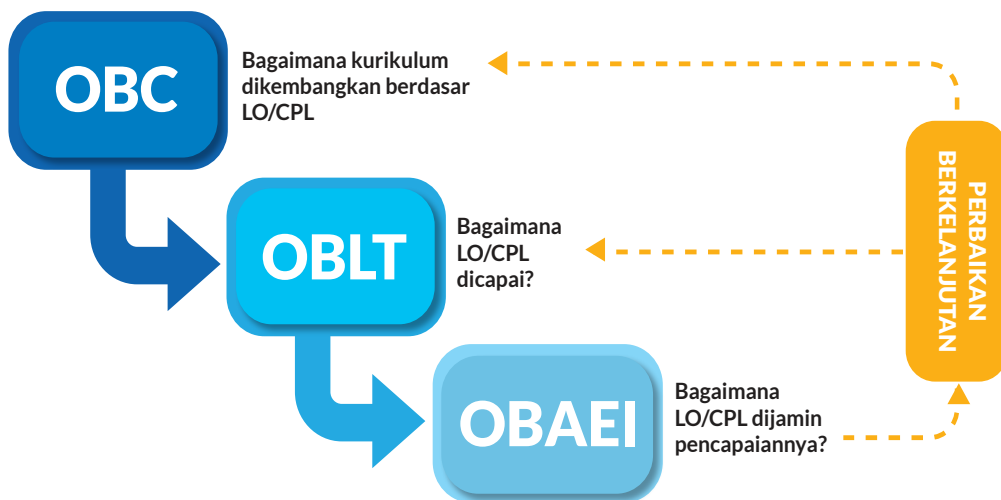 OBC
Bagaimana kurikulum
dikembangkan berdasar
LO/CPL
OBLT
Bagaimana
LO/CPL
dicapai?
OBAEI
Bagaimana
LO/CPL dijamin
pencapaiannya?
PERBAIKAN
BERKELANJUTAN